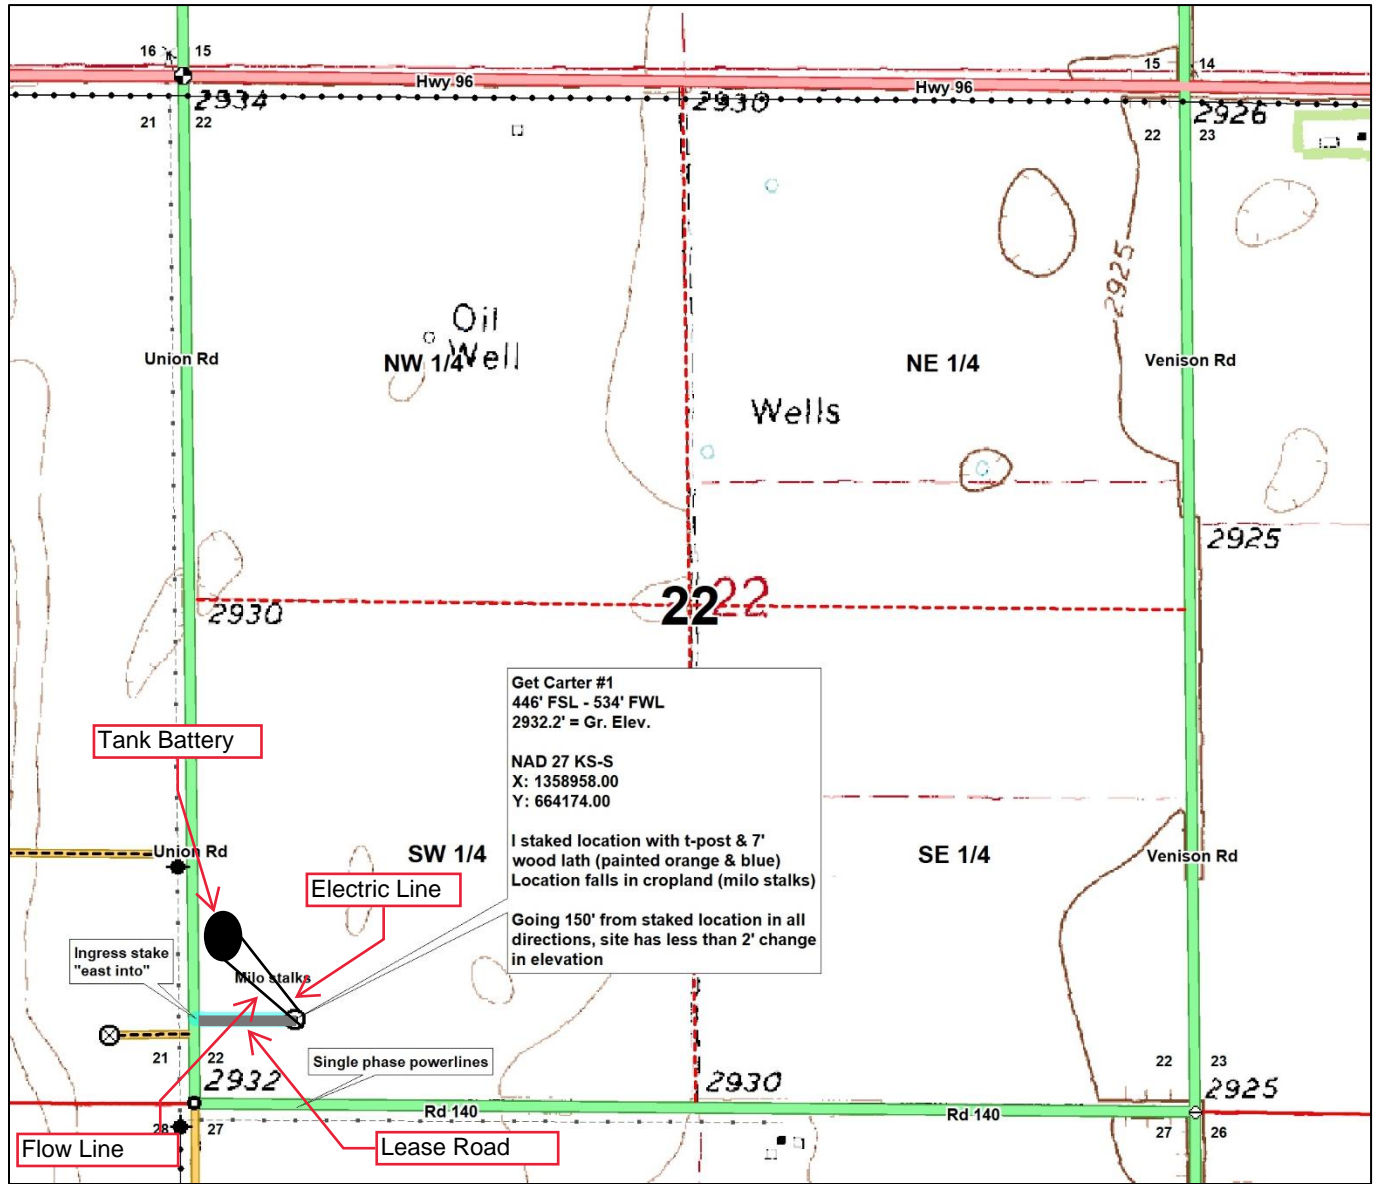 16 15
15 14
Hwy 96
Hwy 96
2934
2930
2926
21 22
22 23
Oil
Well
NW 1/4
NE 1/4
Union Rd
Venison Rd
2925
Wells
2925
2930
22
22
Get Carter #1
446' FSL - 534' FWL
2932.2' = Gr. Elev.
NAD 27 KS-S
X: 1358958.00
Y: 664174.00
I staked location with t-post & 7'
wood lath (painted orange & blue)
Location falls in cropland (milo stalks)
Going 150' from staked location in all
directions, site has less than 2' change
in elevation
Tank Battery
Union Rd
SW 1/4
SE 1/4
Venison Rd
Electric Line
Ingress stake
"east into"
Milo stalks
21 22
22 23
Single phase powerlines
2932
2930
2925
Rd 140
Rd 140
28 27
27 26
Flow Line
Lease Road